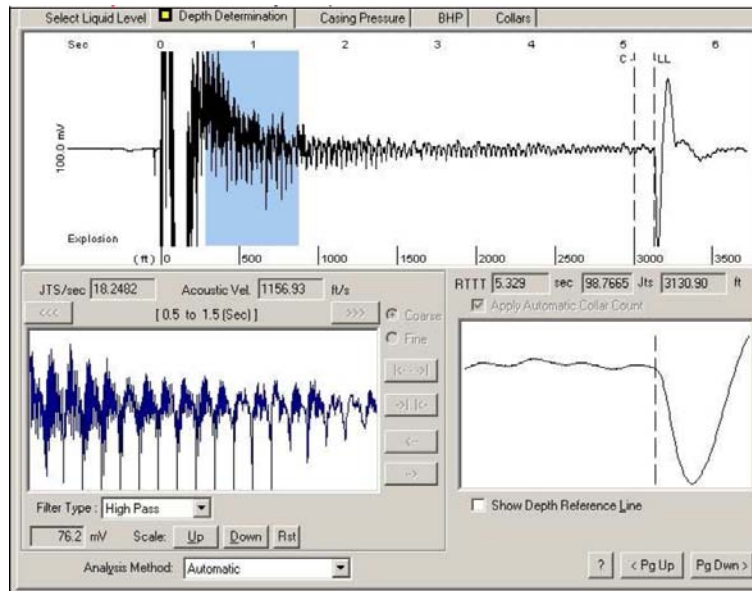 Select Liquid Level Depth Determination Casing Pressure BHP Collars
Sec 0 1 2 3 4 5 6
C LL
100.0 mV
Explosion
(ft) 0 500 1000 1500 2000 2500 3000 3500
JTS/sec 18.2482 Acoustic Vel. 1156.93 ft/s
<<< [ 0.5 to 1.5 (Sec) ] >>>
Coarse
Fine
|<- ->|
->| |<-
<--
-->
Filter Type : High Pass
76.2 mV Scale: Up Down Rst
Analysis Method: Automatic
RTTT 5.329 sec 98.7665 Jts 3130.90 ft
Apply Automatic Collar Count
Show Depth Reference Line
? < Pg Up Pg Dwn >